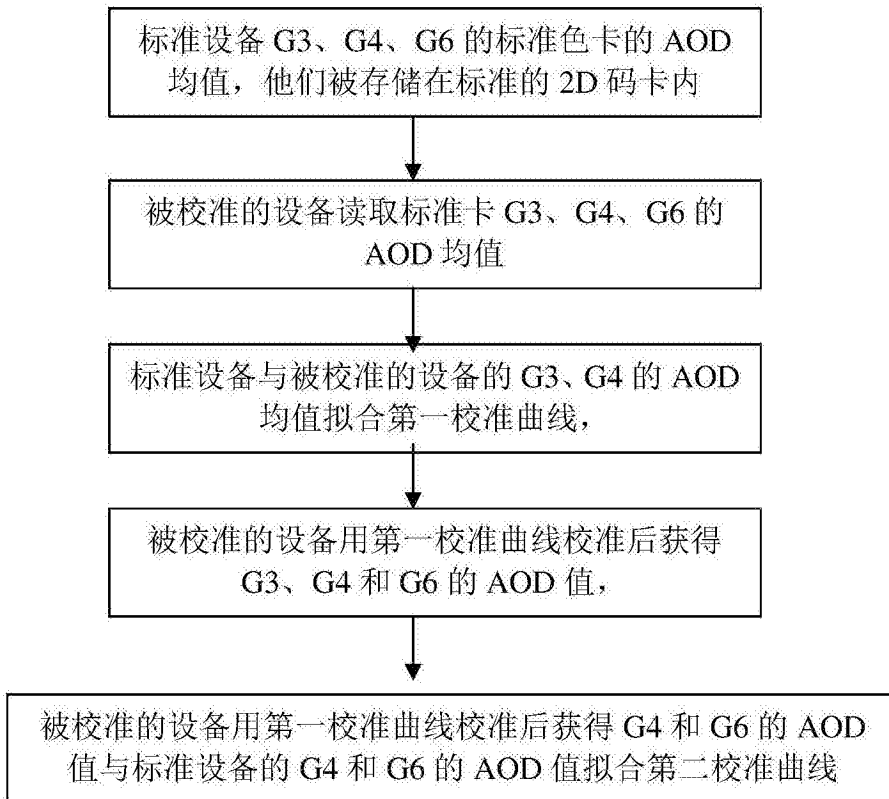 标准设备 G3、G4、G6 的标准色卡的 AOD
均值，他们被存储在标准的 2D 码卡内
被校准的设备读取标准卡 G3、G4、G6 的
AOD 均值
标准设备与被校准的设备的 G3、G4 的 AOD
均值拟合第一校准曲线，
被校准的设备用第一校准曲线校准后获得
G3、G4 和 G6 的 AOD 值，
被校准的设备用第一校准曲线校准后获得 G4 和 G6 的 AOD
值与标准设备的 G4 和 G6 的 AOD 值拟合第二校准曲线